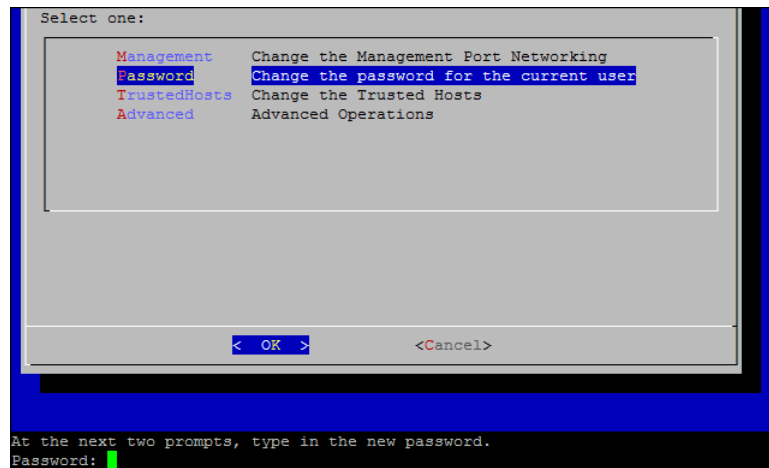 Select one:
Management Change the Management Port Networking
Password Change the password for the current user
TrustedHosts Change the Trusted Hosts
Advanced Advanced Operations
< OK > <Cancel>
At the next two prompts, type in the new password.
Password: